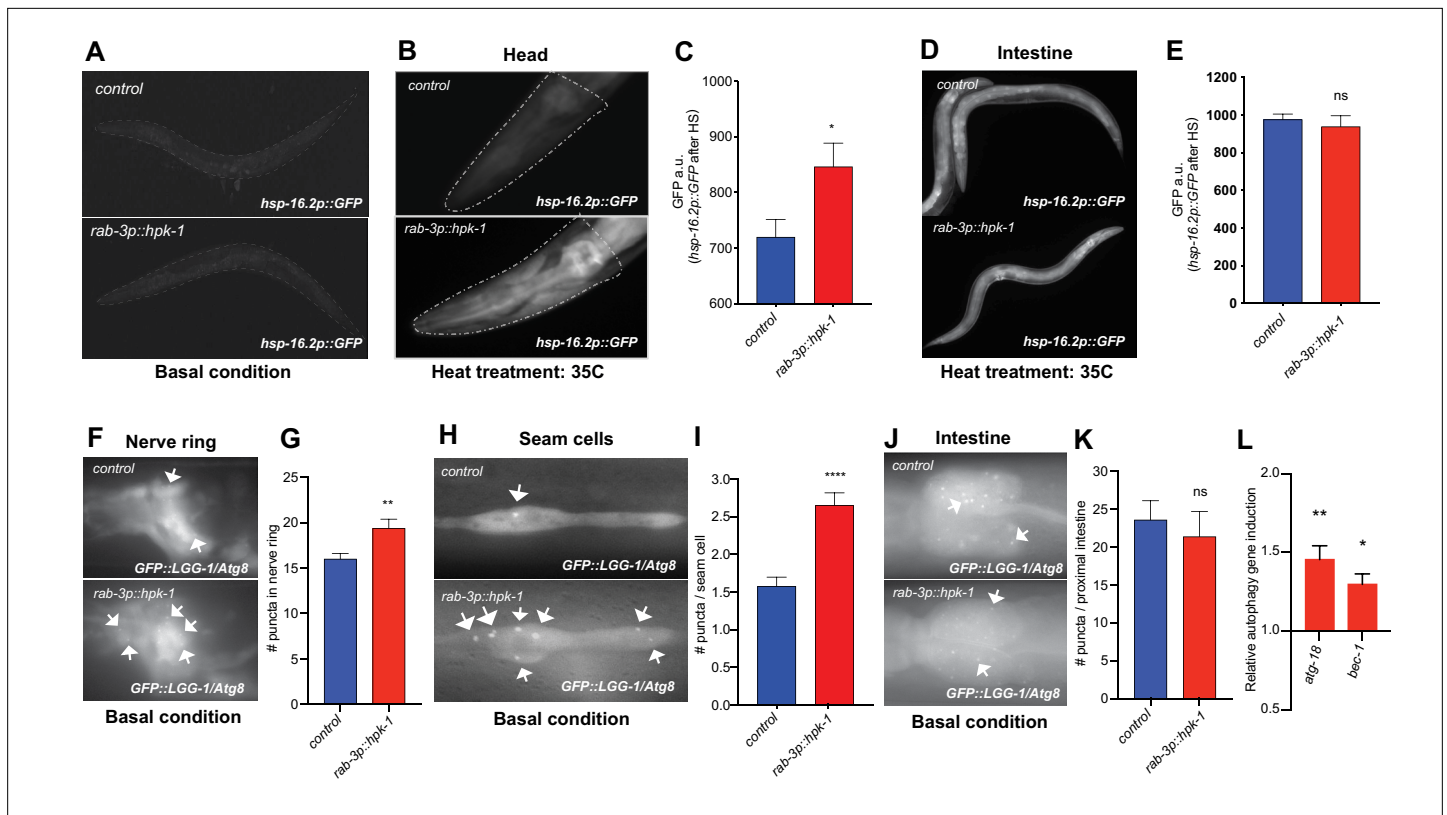 A
control
hsp-16.2p::GFP
rab-3p::hpk-1
hsp-16.2p::GFP
Basal condition
B
Head
control
hsp-16.2p::GFP
rab-3p::hpk-1
hsp-16.2p::GFP
Heat treatment: 35C
C
GFP a.u.
(hsp-16.2p::GFP after HS)
1000
900
800
700
600
*
control
rab-3p::hpk-1
D
Intestine
control
hsp-16.2p::GFP
rab-3p::hpk-1
hsp-16.2p::GFP
Heat treatment: 35C
E
GFP a.u.
(hsp-16.2p::GFP after HS)
1200
1000
800
600
400
200
0
ns
control
rab-3p::hpk-1
F
Nerve ring
control
GFP::LGG-1/Atg8
rab-3p::hpk-1
GFP::LGG-1/Atg8
Basal condition
G
# puncta in nerve ring
25
20
15
10
5
0
**
control
rab-3p::hpk-1
H
Seam cells
control
GFP::LGG-1/Atg8
rab-3p::hpk-1
GFP::LGG-1/Atg8
Basal condition
I
# puncta / seam cell
3.0
2.5
2.0
1.5
1.0
0.5
0.0
****
control
rab-3p::hpk-1
J
Intestine
control
GFP::LGG-1/Atg8
rab-3p::hpk-1
GFP::LGG-1/Atg8
Basal condition
K
# puncta / proximal intestine
30
25
20
15
10
5
0
ns
control
rab-3p::hpk-1
L
Relative autophagy gene induction
2.0
1.5
1.0
0.5
**
*
atg-18
bec-1